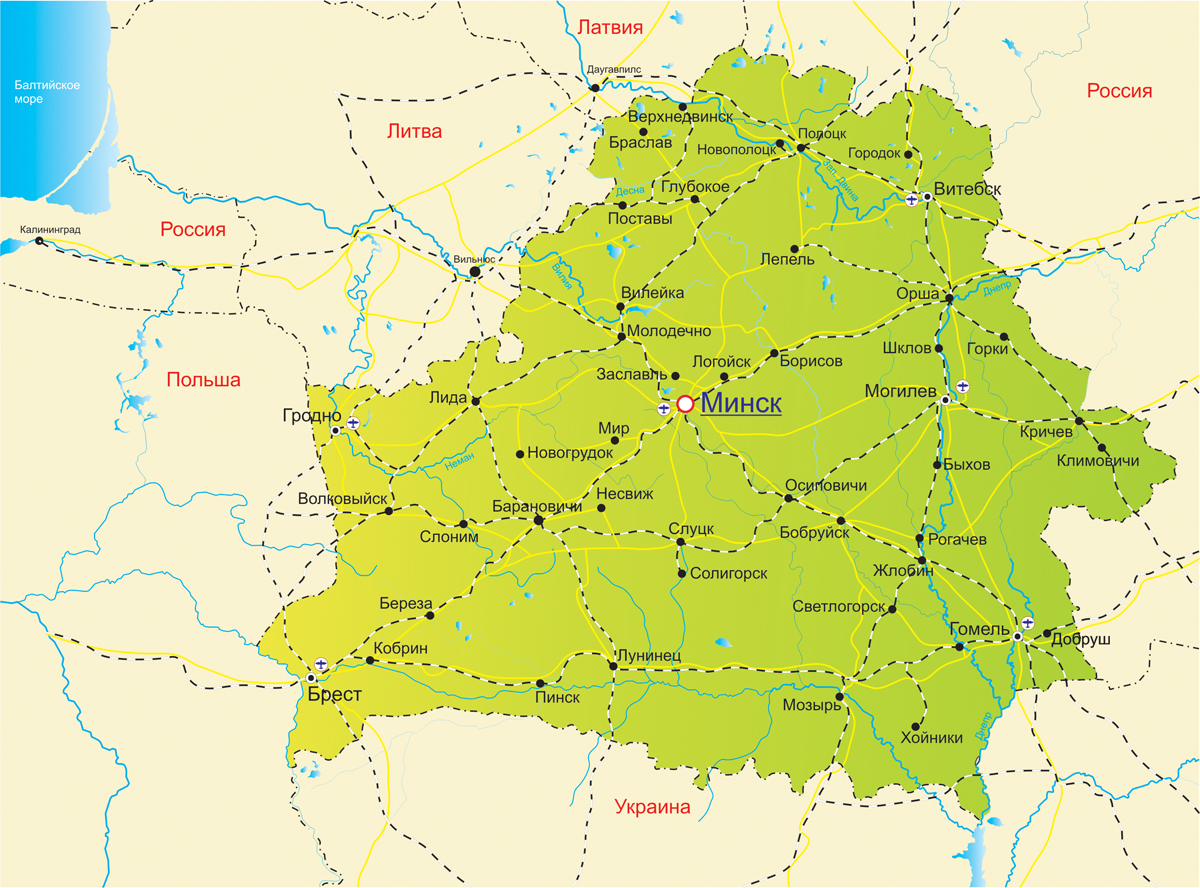 Латвия
Даугавпилс
Балтийское
море
Россия
Верхнедвинск
Литва
Полоцк
Браслав
Новополоцк
Городок
Зап. Двина
Десна
Глубокое
Витебск
Поставы
Россия
Калининград
Вильнюс
Лепель
Вилия
Вилейка
Орша
Днепр
Молодечно
Шклов
Горки
Логойск
Борисов
Заславль
Польша
Лида
Минск
Могилев
Гродно
Мир
Кричев
Новогрудок
Неман
Быхов
Климовичи
Осиповичи
Волковыйск
Барановичи
Несвиж
Слоним
Слуцк
Бобруйск
Рогачев
Солигорск
Жлобин
Береза
Светлогорск
Гомель
Добруш
Кобрин
Лунинец
Брест
Пинск
Мозырь
Хойники
Днепр
Украина